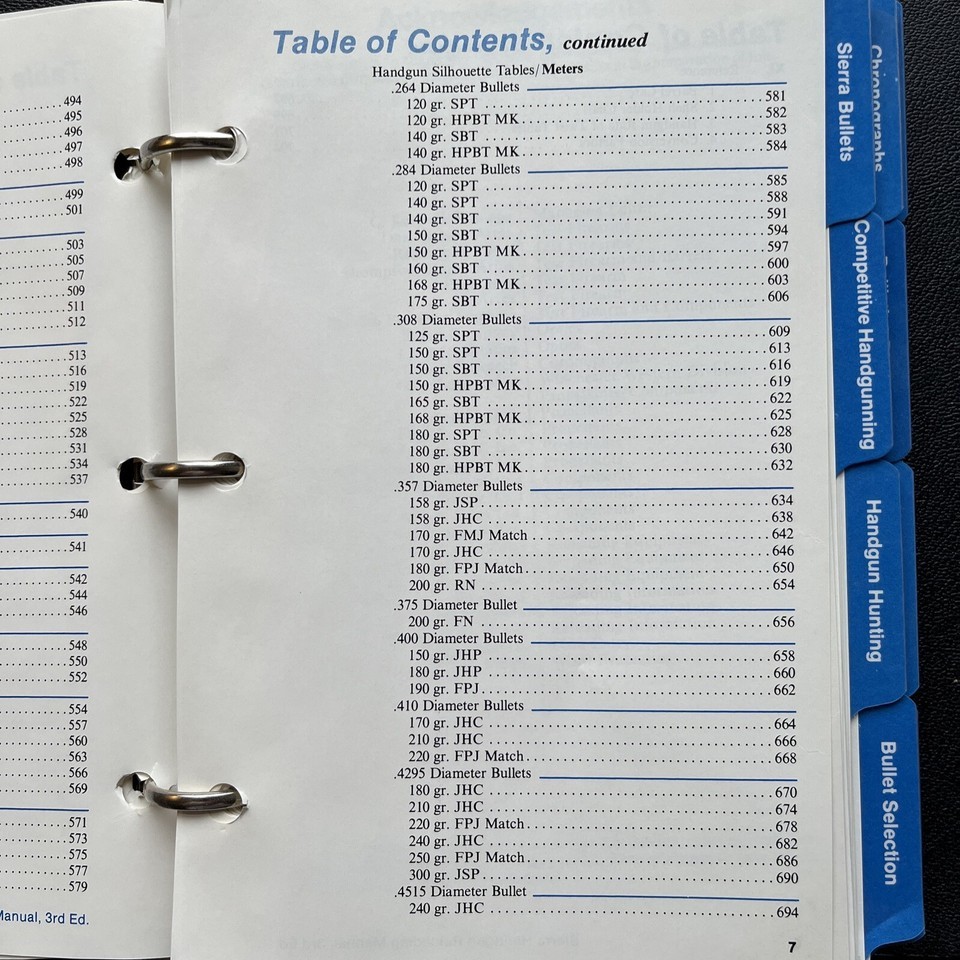 494
495
496
497
498
499
501
503
505
507
509
511
512
513
516
519
522
525
528
531
534
537
540
541
542
544
546
548
550
552
554
557
560
563
566
569
571
573
575
577
579
Manual, 3rd Ed.
Table of Contents, continued
Handgun Silhouette Tables/Meters
.264 Diameter Bullets
120 gr. SPT 581
120 gr. HPBT MK 582
140 gr. SBT 583
140 gr. HPBT MK 584
.284 Diameter Bullets
120 gr. SPT 585
140 gr. SPT 588
140 gr. SBT 591
150 gr. SBT 594
150 gr. HPBT MK 597
160 gr. SBT 600
168 gr. HPBT MK 603
175 gr. SBT 606
.308 Diameter Bullets
125 gr. SPT 609
150 gr. SPT 613
150 gr. SBT 616
150 gr. HPBT MK 619
165 gr. SBT 622
168 gr. HPBT MK 625
180 gr. SPT 628
180 gr. SBT 630
180 gr. HPBT MK 632
.357 Diameter Bullets
158 gr. JSP 634
158 gr. JHC 638
170 gr. FMJ Match 642
170 gr. JHC 646
180 gr. FPJ Match 650
200 gr. RN 654
.375 Diameter Bullet
200 gr. FN 656
.400 Diameter Bullets
150 gr. JHP 658
180 gr. JHP 660
190 gr. FPJ 662
.410 Diameter Bullets
170 gr. JHC 664
210 gr. JHC 666
220 gr. FPJ Match 668
.4295 Diameter Bullets
180 gr. JHC 670
210 gr. JHC 674
220 gr. FPJ Match 678
240 gr. JHC 682
250 gr. FPJ Match 686
300 gr. JSP 690
.4515 Diameter Bullet
240 gr. JHC 694
7
Sierra Bullets
Chronographs
Competitive Handgunning
Handgun Hunting
Bullet Selection